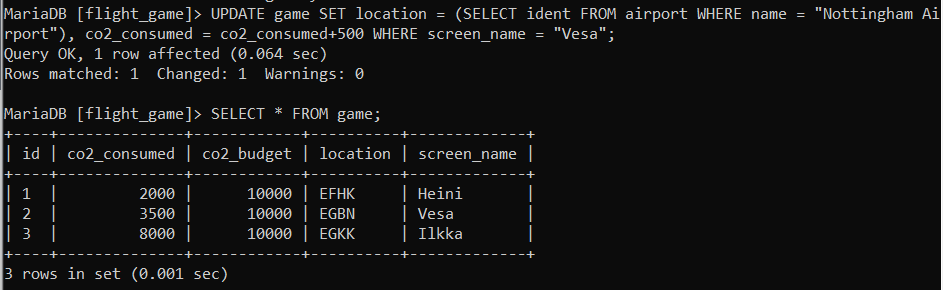 MariaDB [flight_game]> UPDATE game SET location = (SELECT ident FROM airport WHERE name = "Nottingham Ai
rport"), co2_consumed = co2_consumed+500 WHERE screen_name = "Vesa";
Query OK, 1 row affected (0.064 sec)
Rows matched: 1  Changed: 1  Warnings: 0

MariaDB [flight_game]> SELECT * FROM game;
+----+--------------+------------+----------+-------------+
| id | co2_consumed | co2_budget | location | screen_name |
+----+--------------+------------+----------+-------------+
| 1  |         2000 |      10000 | EFHK     | Heini       |
| 2  |         3500 |      10000 | EGBN     | Vesa        |
| 3  |         8000 |      10000 | EGKK     | Ilkka       |
+----+--------------+------------+----------+-------------+
3 rows in set (0.001 sec)